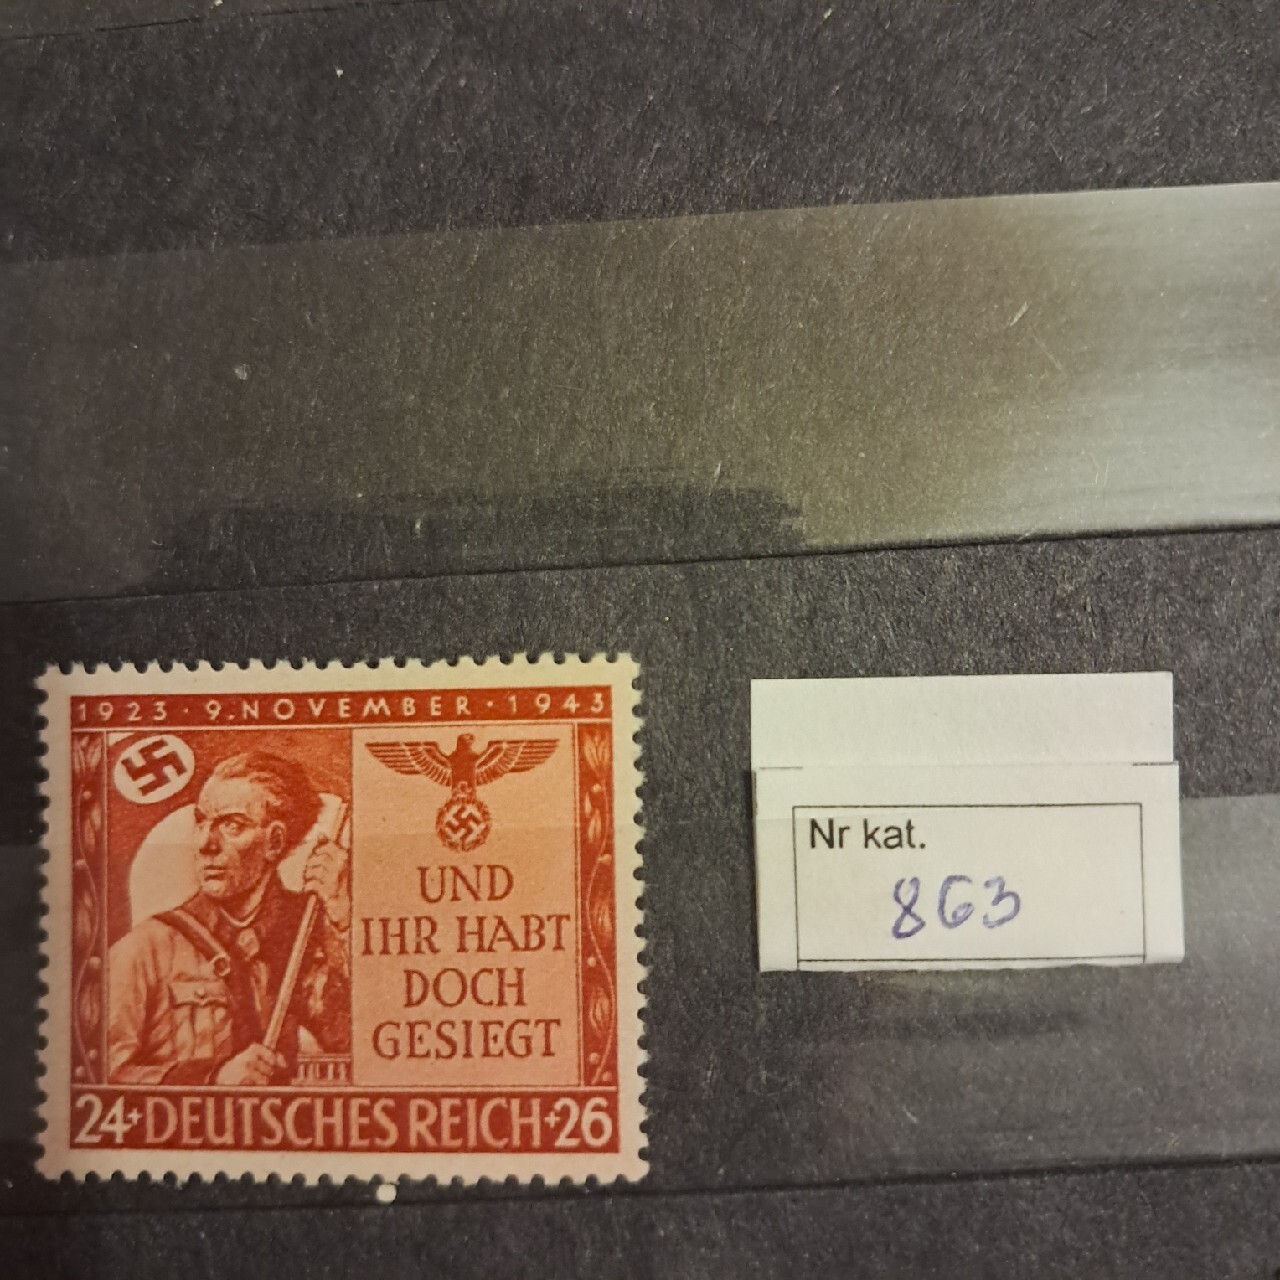 1923 · 9. NOVEMBER · 1943
UND
IHR HABT
DOCH
GESIEGT
24+ DEUTSCHES REICH +26
Nr kat.
863